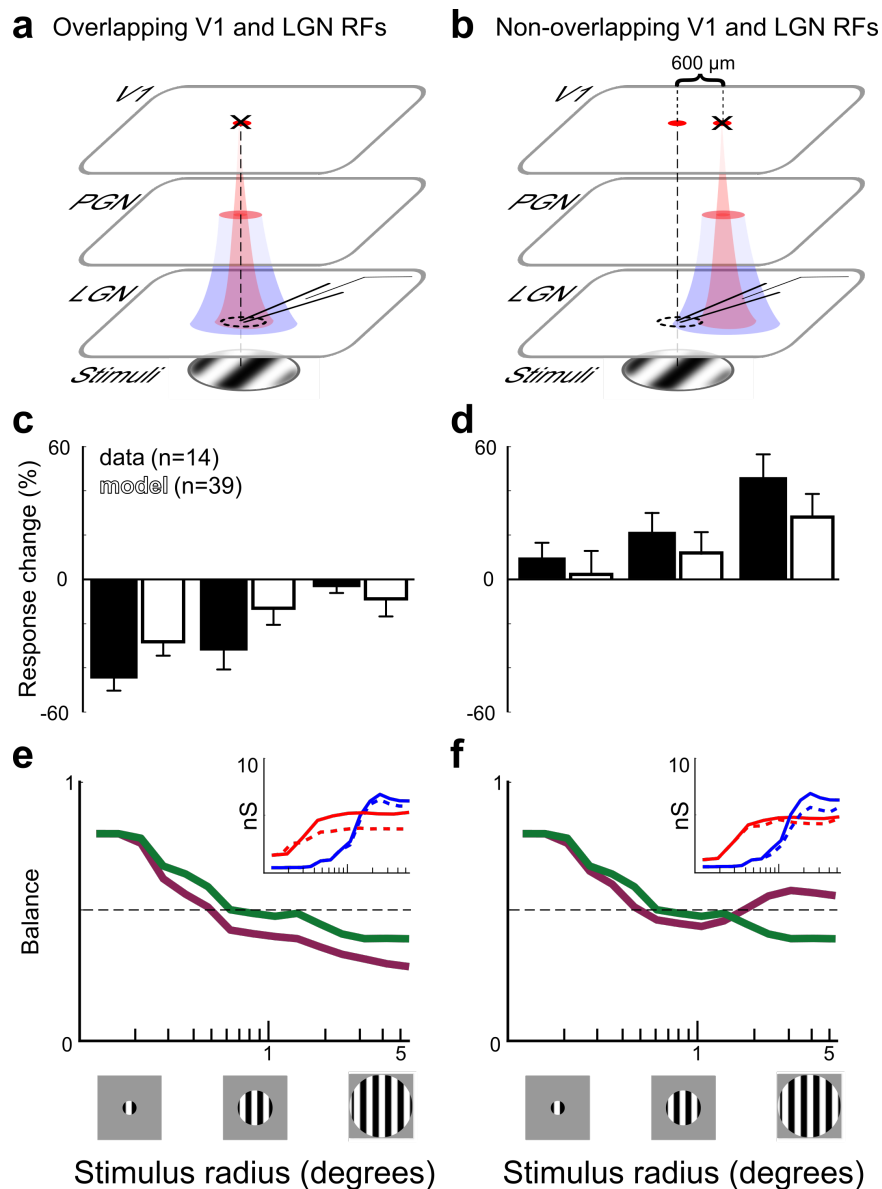 a Overlapping V1 and LGN RFs
b Non-overlapping V1 and LGN RFs
600 µm
V1
PGN
LGN
Stimuli
V1
PGN
LGN
Stimuli
c
60
data (n=14)
model (n=39)
0
-60
Response change (%)
d
60
0
-60
e
1
10
nS
Balance
0
1
5
f
1
10
nS
0
1
5
Stimulus radius (degrees)
Stimulus radius (degrees)